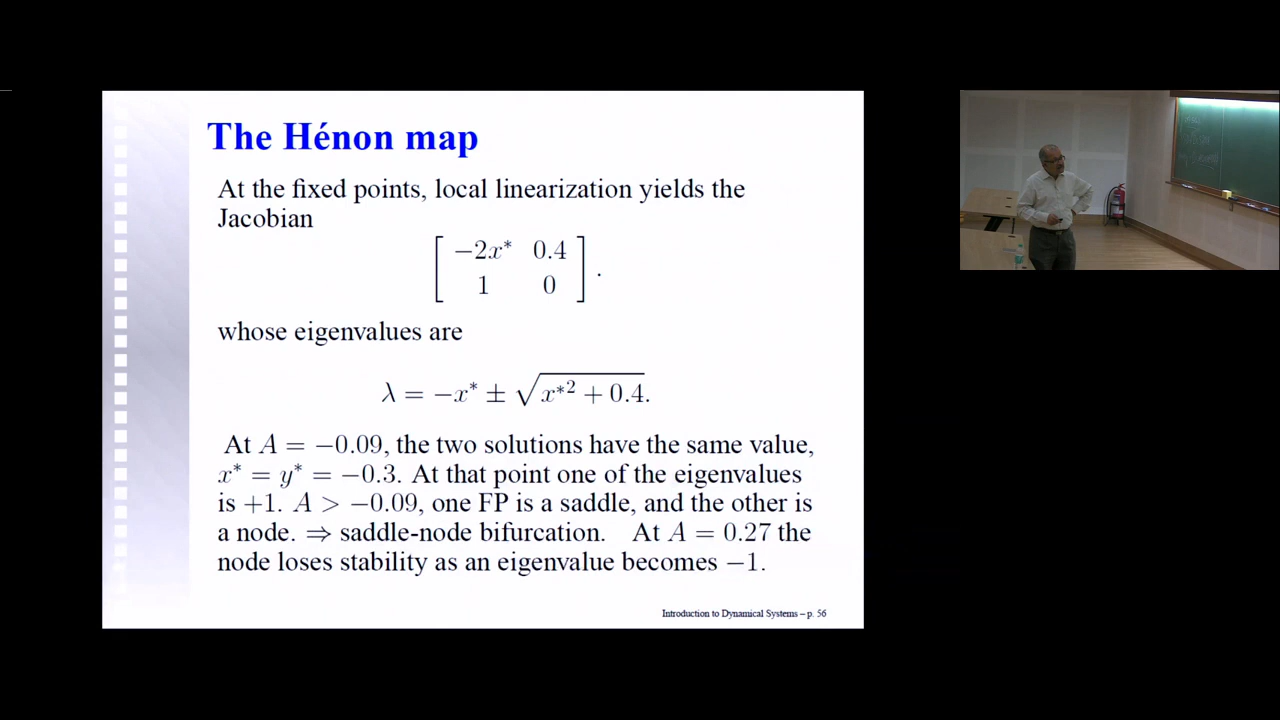 The Hénon map
At the fixed points, local linearization yields the
Jacobian
[ −2x* 0.4 ]
[ 1 0 ] .
whose eigenvalues are
λ = −x* ± √(x*² + 0.4).
At A = −0.09, the two solutions have the same value,
x* = y* = −0.3. At that point one of the eigenvalues
is +1. A > −0.09, one FP is a saddle, and the other is
a node. ⇒ saddle-node bifurcation. At A = 0.27 the
node loses stability as an eigenvalue becomes −1.
Introduction to Dynamical Systems – p. 56